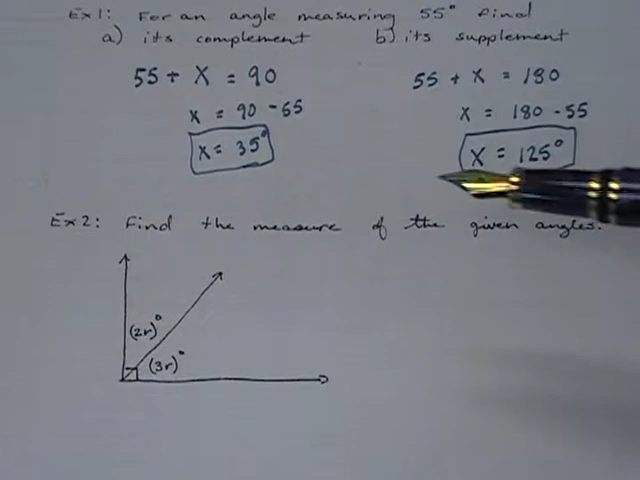 Ex1: For an angle measuring 55° find
a) its complement b) its supplement
55 + x = 90 55 + x = 180
x = 90 - 55 x = 180 - 55
x = 35° x = 125°
Ex2: Find the measure of the given angles.
(2r)°
(3r)°